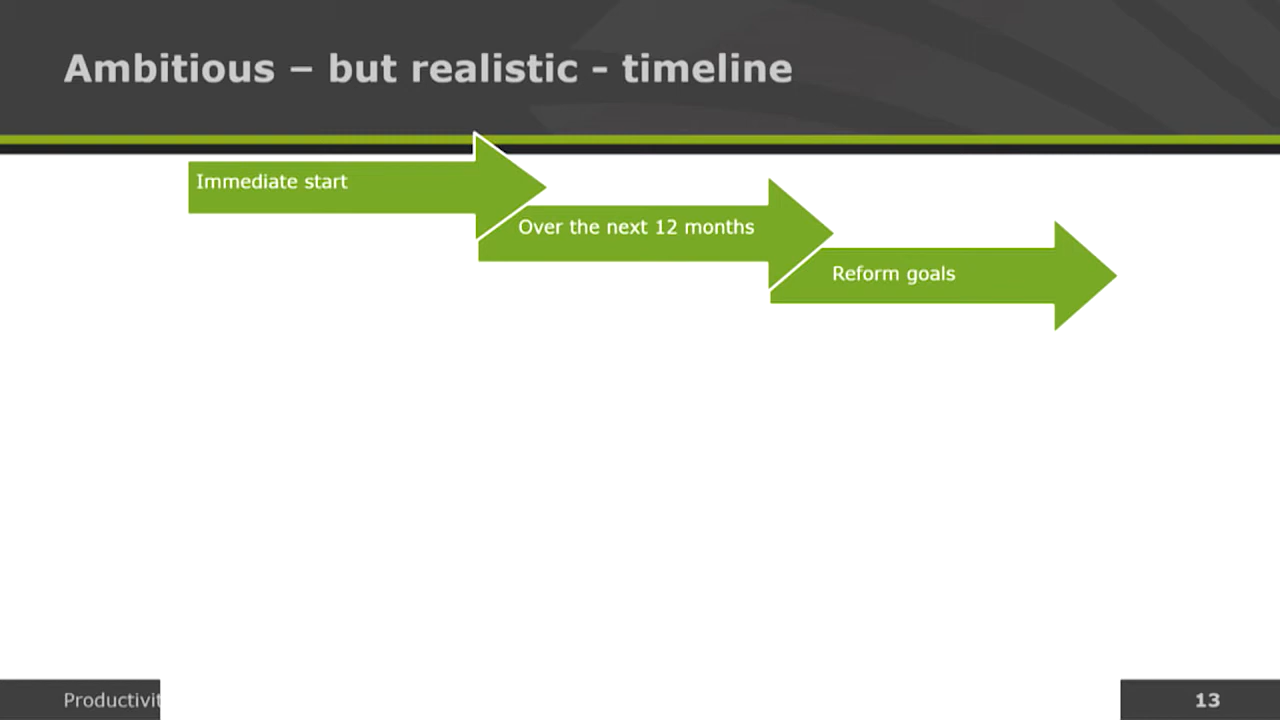 Ambitious – but realistic - timeline
Immediate start
Over the next 12 months
Reform goals
13